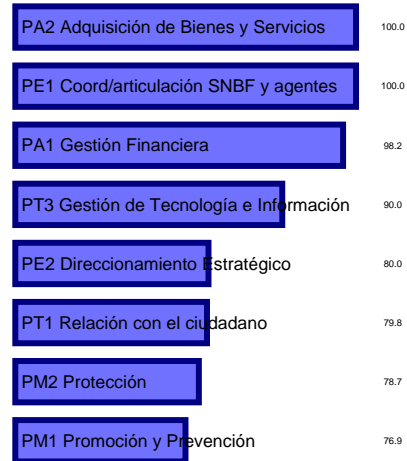 PA2 Adquisición de Bienes y Servicios 100.0
PE1 Coord/articulación SNBF y agentes 100.0
PA1 Gestión Financiera 98.2
PT3 Gestión de Tecnología e Información 90.0
PE2 Direccionamiento Estratégico 80.0
PT1 Relación con el ciudadano 79.8
PM2 Protección 78.7
PM1 Promoción y Prevención 76.9